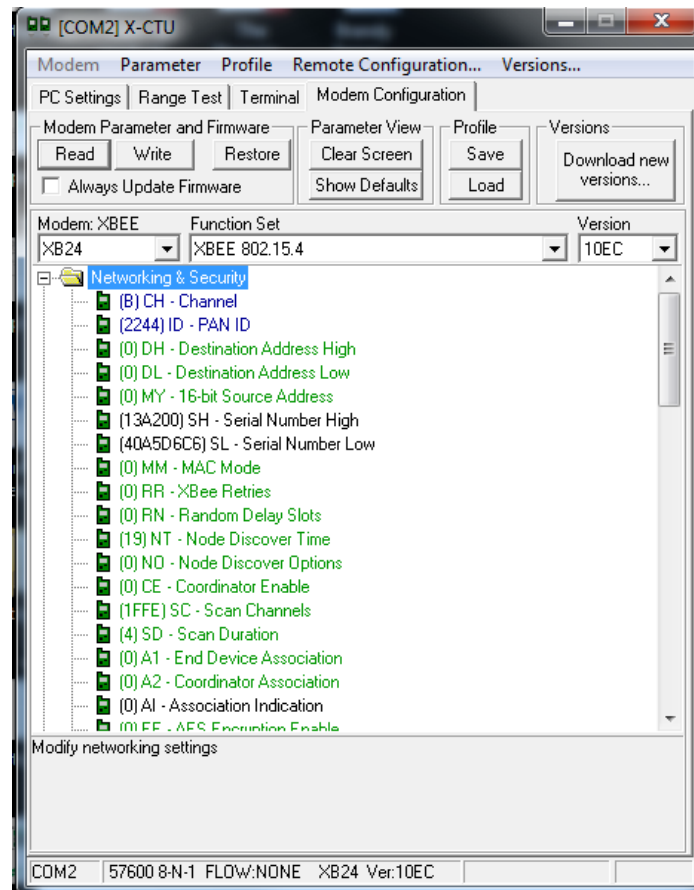 [COM2] X-CTU
Modem Parameter Profile Remote Configuration... Versions...
PC Settings Range Test Terminal Modem Configuration
Modem Parameter and Firmware Parameter View Profile Versions
Read Write Restore Clear Screen Save Download new versions...
Always Update Firmware Show Defaults Load
Modem: XBEE Function Set Version
XB24 XBEE 802.15.4 10EC
Networking & Security
(B) CH - Channel
(2244) ID - PAN ID
(0) DH - Destination Address High
(0) DL - Destination Address Low
(0) MY - 16-bit Source Address
(13A200) SH - Serial Number High
(40A5D6C6) SL - Serial Number Low
(0) MM - MAC Mode
(0) RR - XBee Retries
(0) RN - Random Delay Slots
(19) NT - Node Discover Time
(0) NO - Node Discover Options
(0) CE - Coordinator Enable
(1FFE) SC - Scan Channels
(4) SD - Scan Duration
(0) A1 - End Device Association
(0) A2 - Coordinator Association
(0) AI - Association Indication
(0) EE - AES Encryption Enable
Modify networking settings
COM2 57600 8-N-1 FLOW:NONE XB24 Ver:10EC